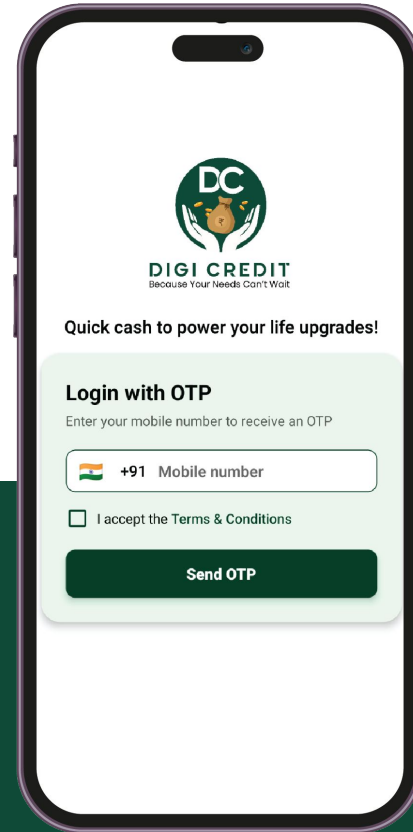 DC
DIGI CREDIT
Because Your Needs Can't Wait
Quick cash to power your life upgrades!
Login with OTP
Enter your mobile number to receive an OTP
+91 Mobile number
I accept the Terms & Conditions
Send OTP